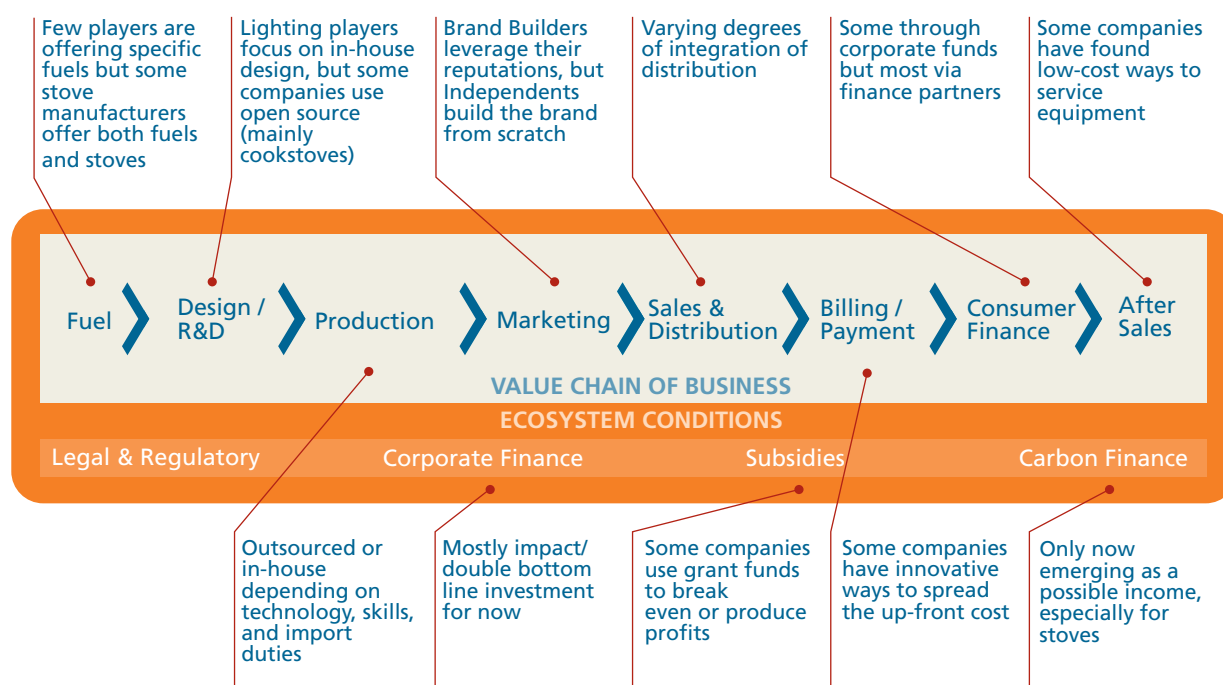 Few players are
offering specific
fuels but some
stove
manufacturers
offer both fuels
and stoves
Lighting players
focus on in-house
design, but some
companies use
open source
(mainly
cookstoves)
Brand Builders
leverage their
reputations, but
Independents
build the brand
from scratch
Varying degrees
of integration of
distribution
Some through
corporate funds
but most via
finance partners
Some companies
have found
low-cost ways to
service
equipment
Fuel
Design /
R&D
Production
Marketing
Sales &
Distribution
Billing /
Payment
Consumer
Finance
After
Sales
VALUE CHAIN OF BUSINESS
ECOSYSTEM CONDITIONS
Legal & Regulatory
Corporate Finance
Subsidies
Carbon Finance
Outsourced or
in-house
depending on
technology, skills,
and import
duties
Mostly impact/
double bottom
line investment
for now
Some companies
use grant funds
to break
even or produce
profits
Some companies
have innovative
ways to spread
the up-front cost
Only now
emerging as a
possible income,
especially for
stoves